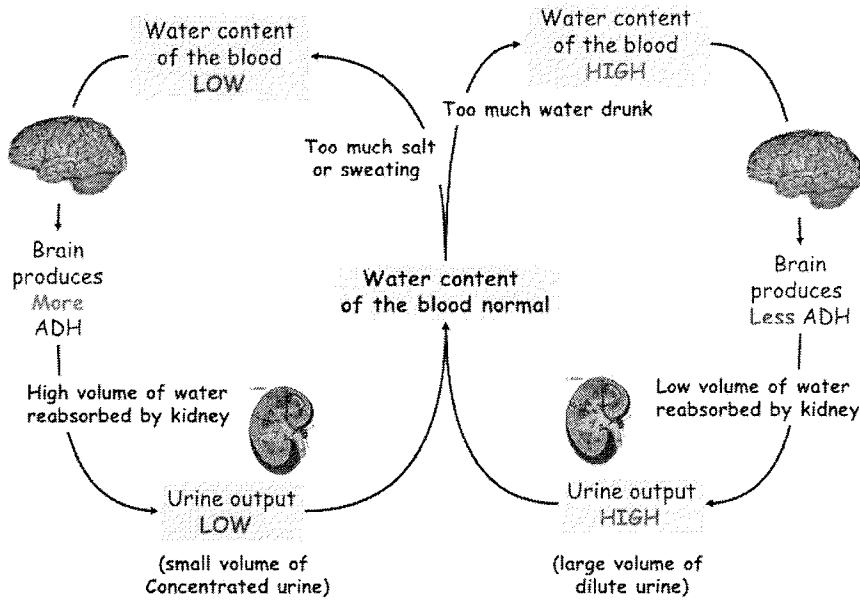 Water content
of the blood
LOW
Too much salt
or sweating
Brain
produces
More
ADH
High volume of water
reabsorbed by kidney
Urine output
LOW
(small volume of
Concentrated urine)
Water content
of the blood normal
Water content
of the blood
HIGH
Too much water drunk
Brain
produces
Less ADH
Low volume of water
reabsorbed by kidney
Urine output
HIGH
(large volume of
dilute urine)